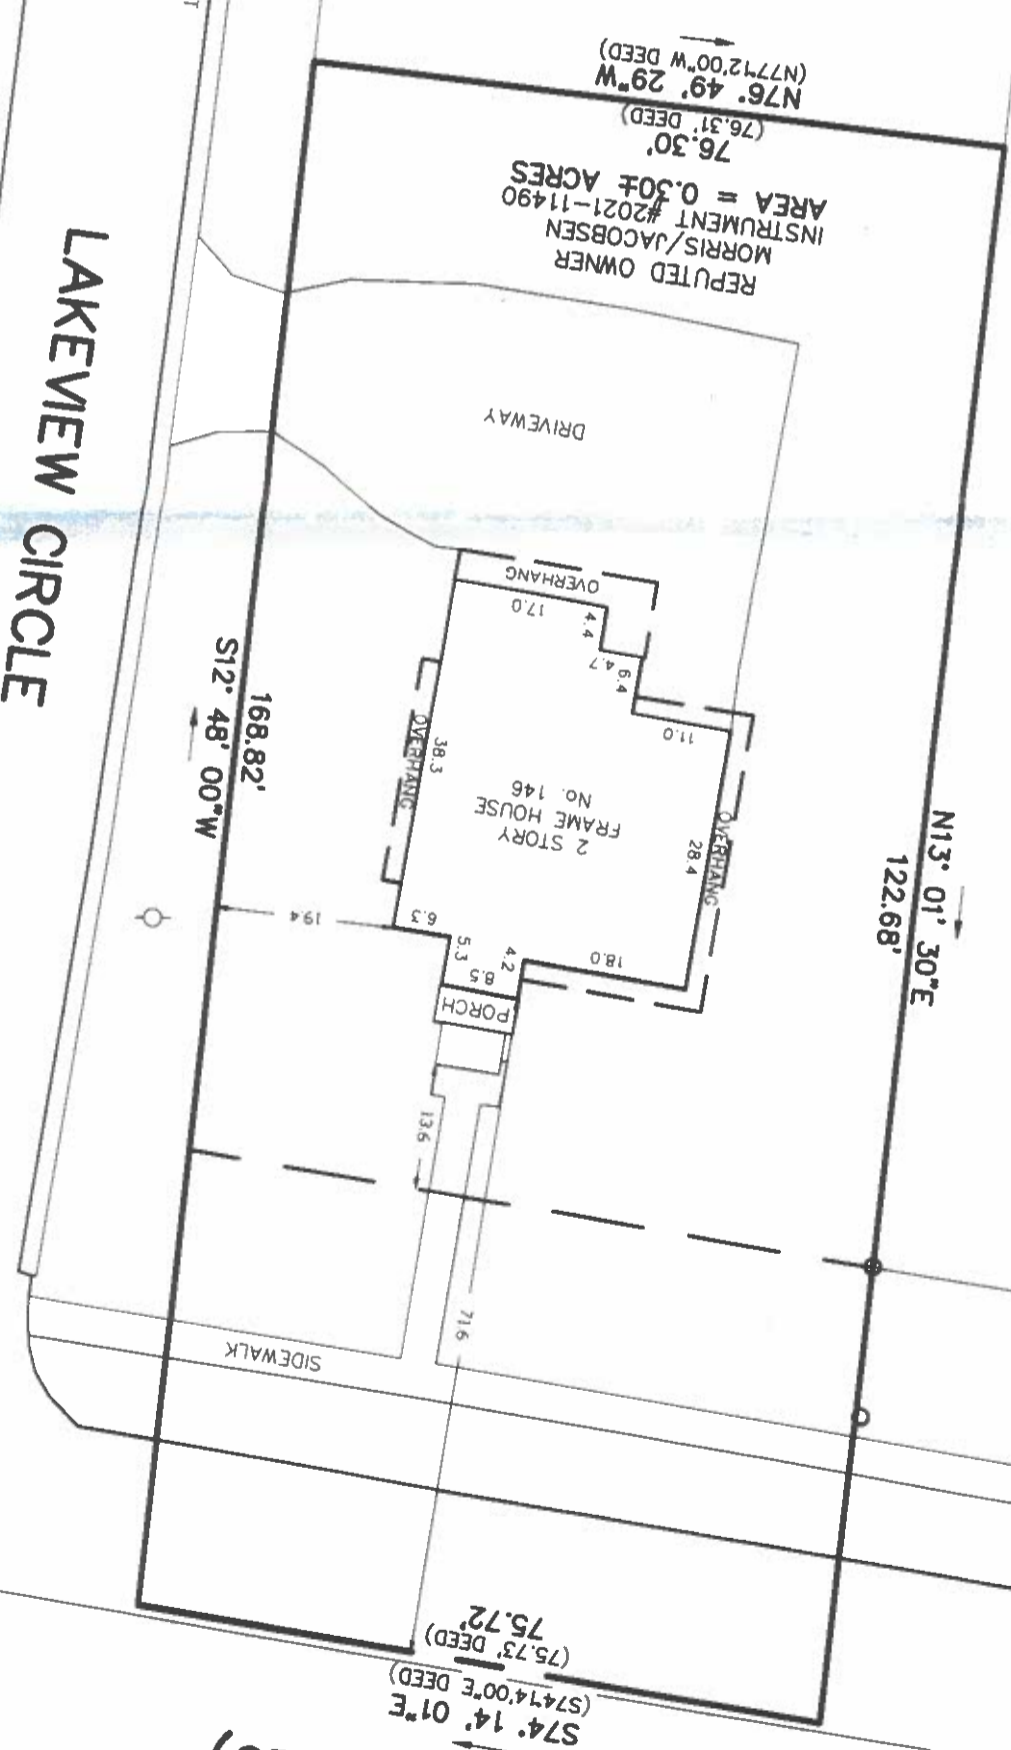 (N77°12'00"W DEED)
N76° 49' 29"W
(76.31' DEED)
76.30'
REPUTED OWNER
MORRIS/JACOBSEN
INSTRUMENT #2021-11490
AREA = 0.30± ACRES
LAKEVIEW CIRCLE
DRIVEWAY
OVERHANG
17.0
4.4
4.7
6.4
11.0
OVERHANG
38.3
2 STORY
FRAME HOUSE
No. 146
28.4
OVERHANG
168.82'
S12° 48' 00"W
N13° 01' 30"E
122.68'
19.4
6.3
5.3
8.5
4.2
18.0
PORCH
13.6
71.6
SIDEWALK
75.72'
(75.73' DEED)
(S74°14'00"E DEED)
S74° 14' 01"E